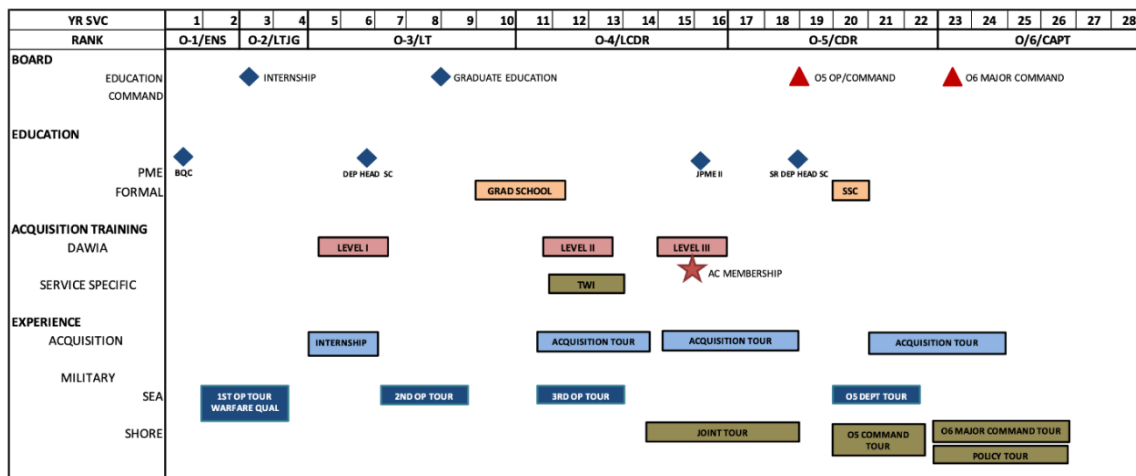 YR SVC 1 2 3 4 5 6 7 8 9 10 11 12 13 14 15 16 17 18 19 20 21 22 23 24 25 26 27 28
RANK O-1/ENS O-2/LTJG O-3/LT O-4/LCDR O-5/CDR O/6/CAPT
BOARD
EDUCATION INTERNSHIP GRADUATE EDUCATION O5 OP/COMMAND O6 MAJOR COMMAND
COMMAND
EDUCATION
PME BQC DEP HEAD SC JPME II SR DEP HEAD SC
FORMAL GRAD SCHOOL SSC
ACQUISITION TRAINING
DAWIA LEVEL I LEVEL II LEVEL III
AC MEMBERSHIP
SERVICE SPECIFIC TWI
EXPERIENCE
ACQUISITION INTERNSHIP ACQUISITION TOUR ACQUISITION TOUR ACQUISITION TOUR
MILITARY
SEA 1ST OP TOUR 2ND OP TOUR 3RD OP TOUR O5 DEPT TOUR
WARFARE QUAL
SHORE JOINT TOUR O5 COMMAND O6 MAJOR COMMAND TOUR
TOUR
POLICY TOUR